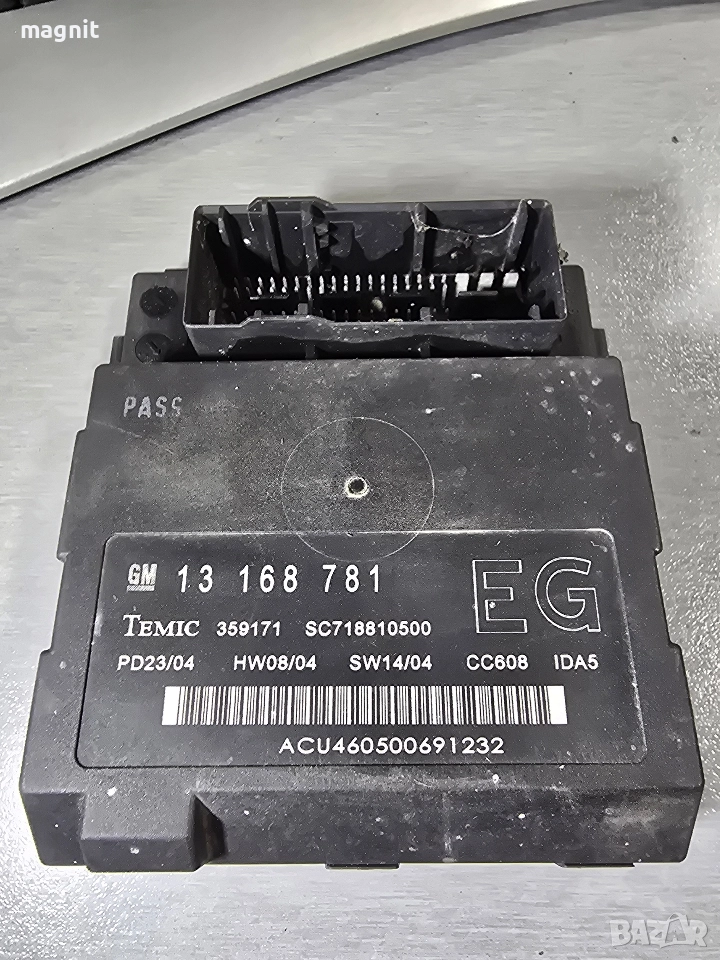 magnit
PASS
GM 13 168 781 EG
TEMIC 359171 SC718810500
PD23/04 HW08/04 SW14/04 CC608 IDA5
ACU460500691232
BAZAR